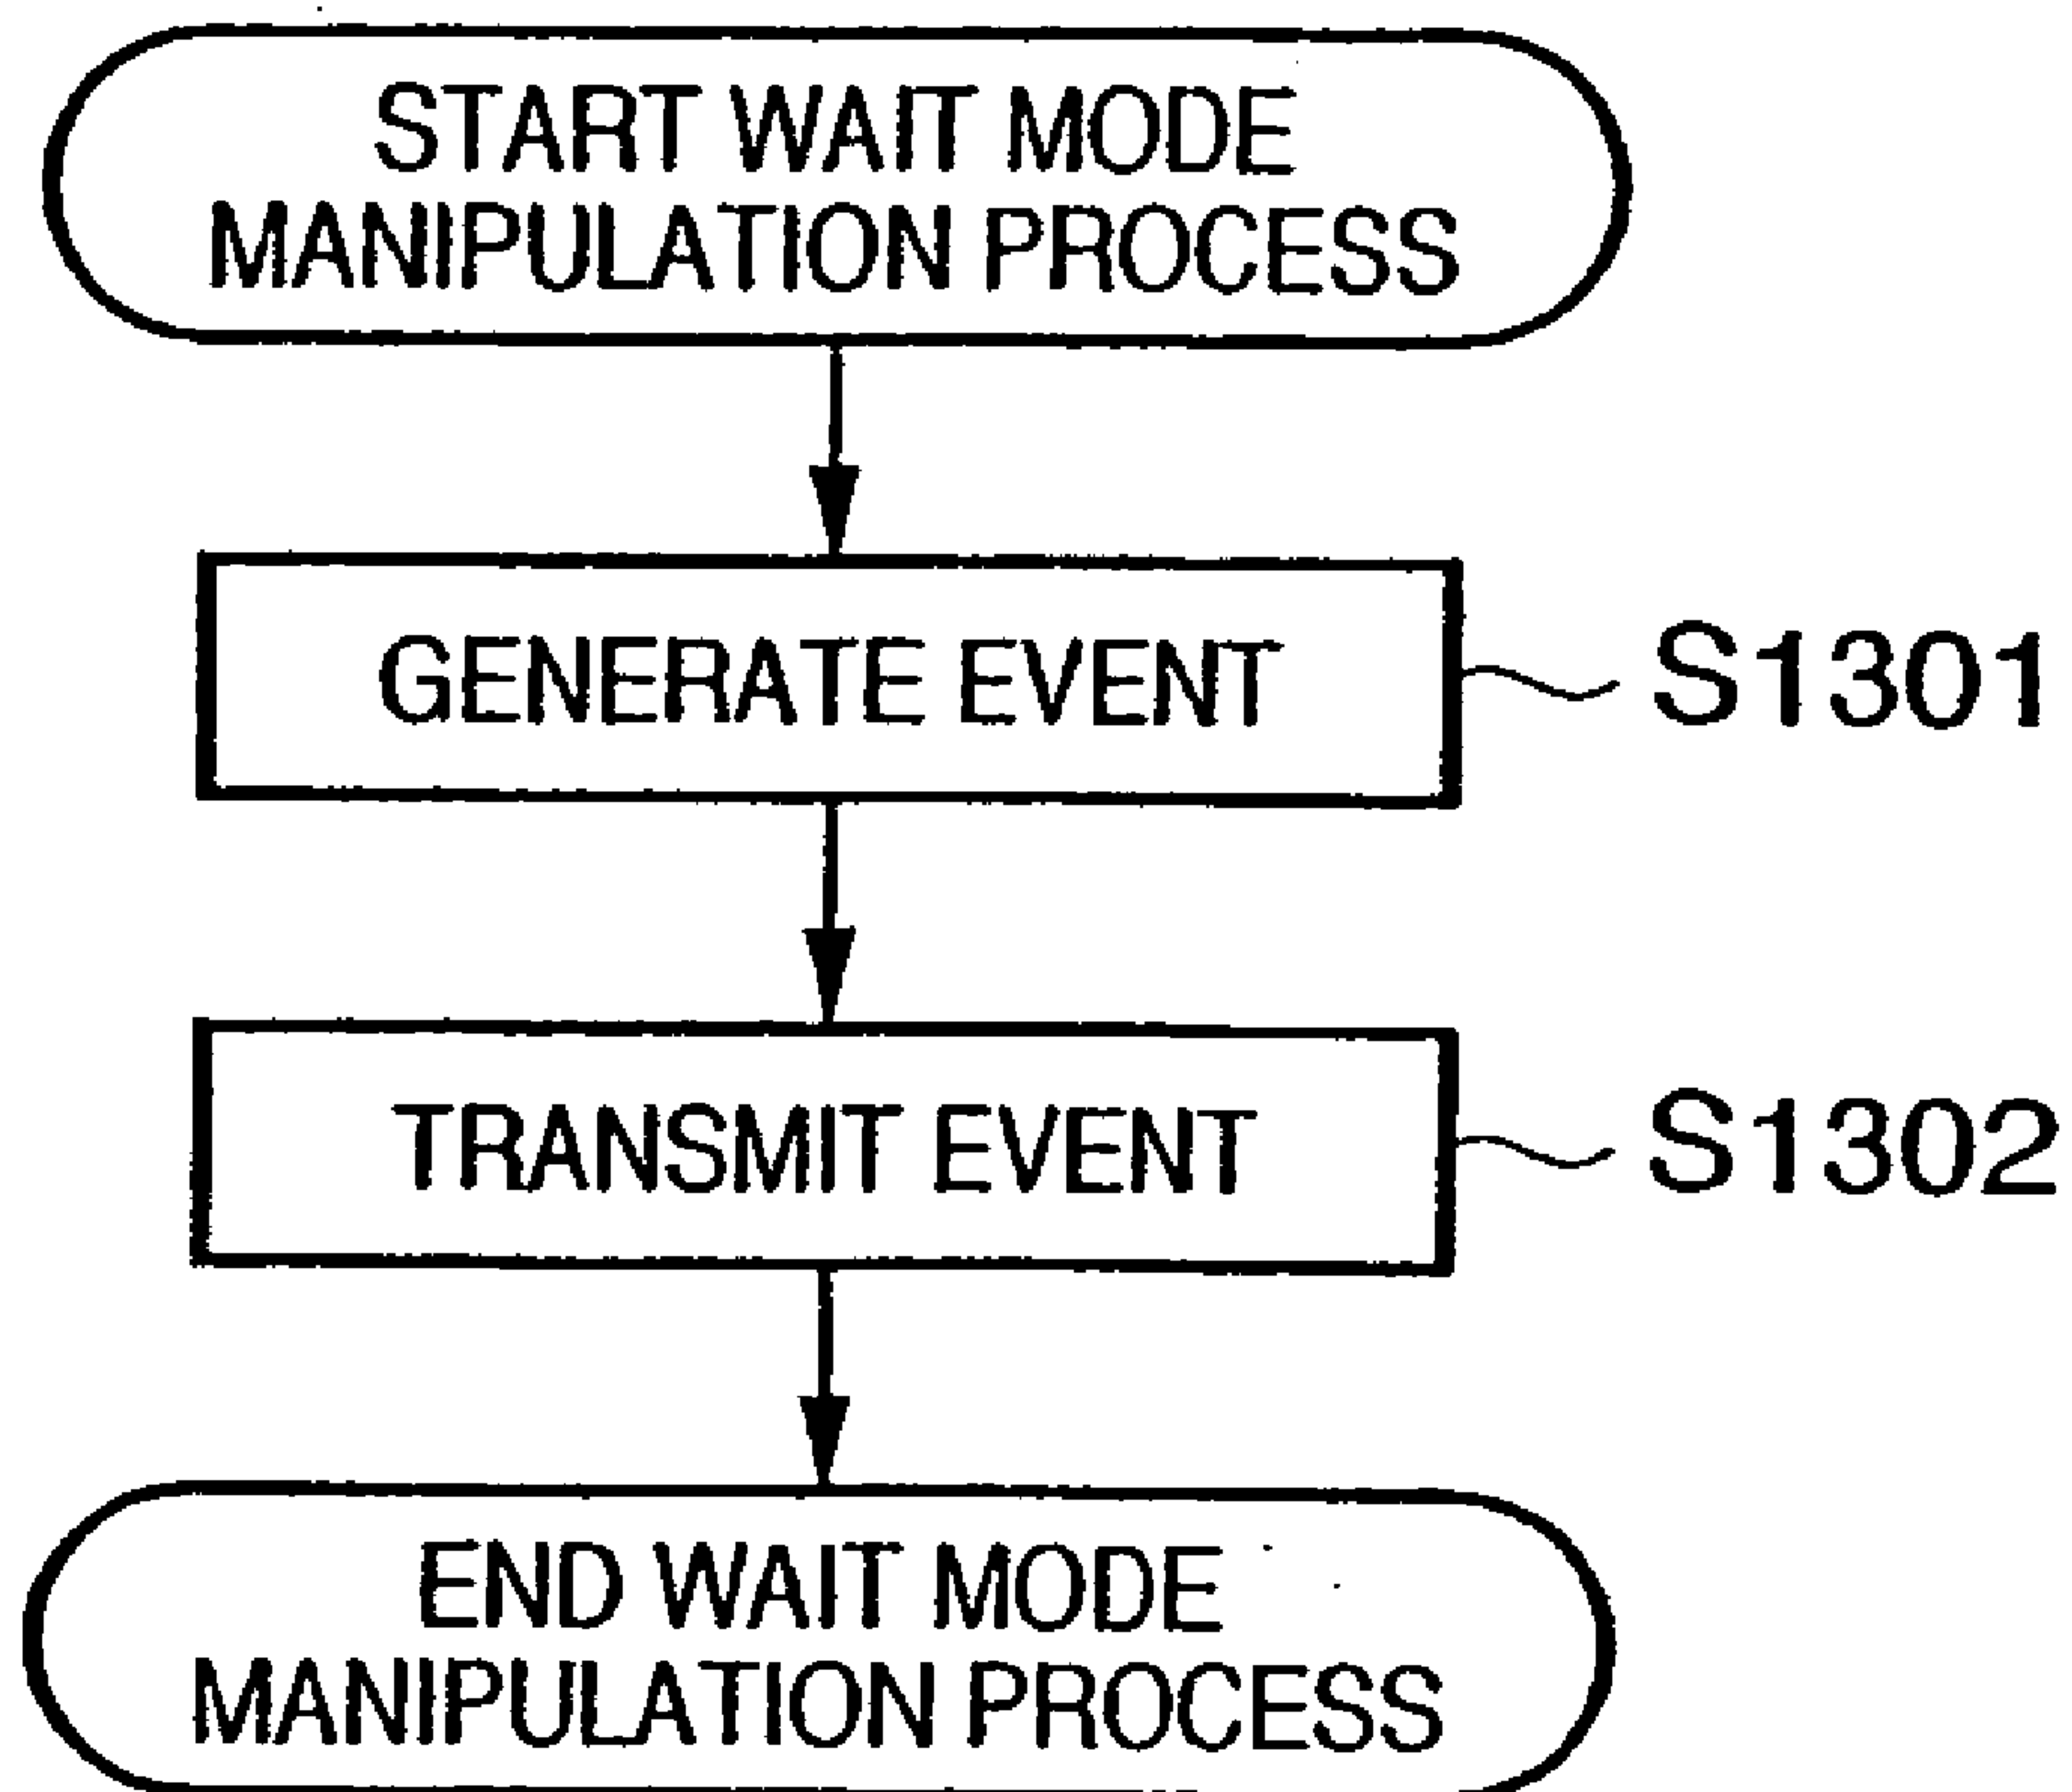 START WAIT MODE
MANIPULATION PROCESS
GENERATE EVENT
S1301
TRANSMIT EVENT
S1302
END WAIT MODE
MANIPULATION PROCESS